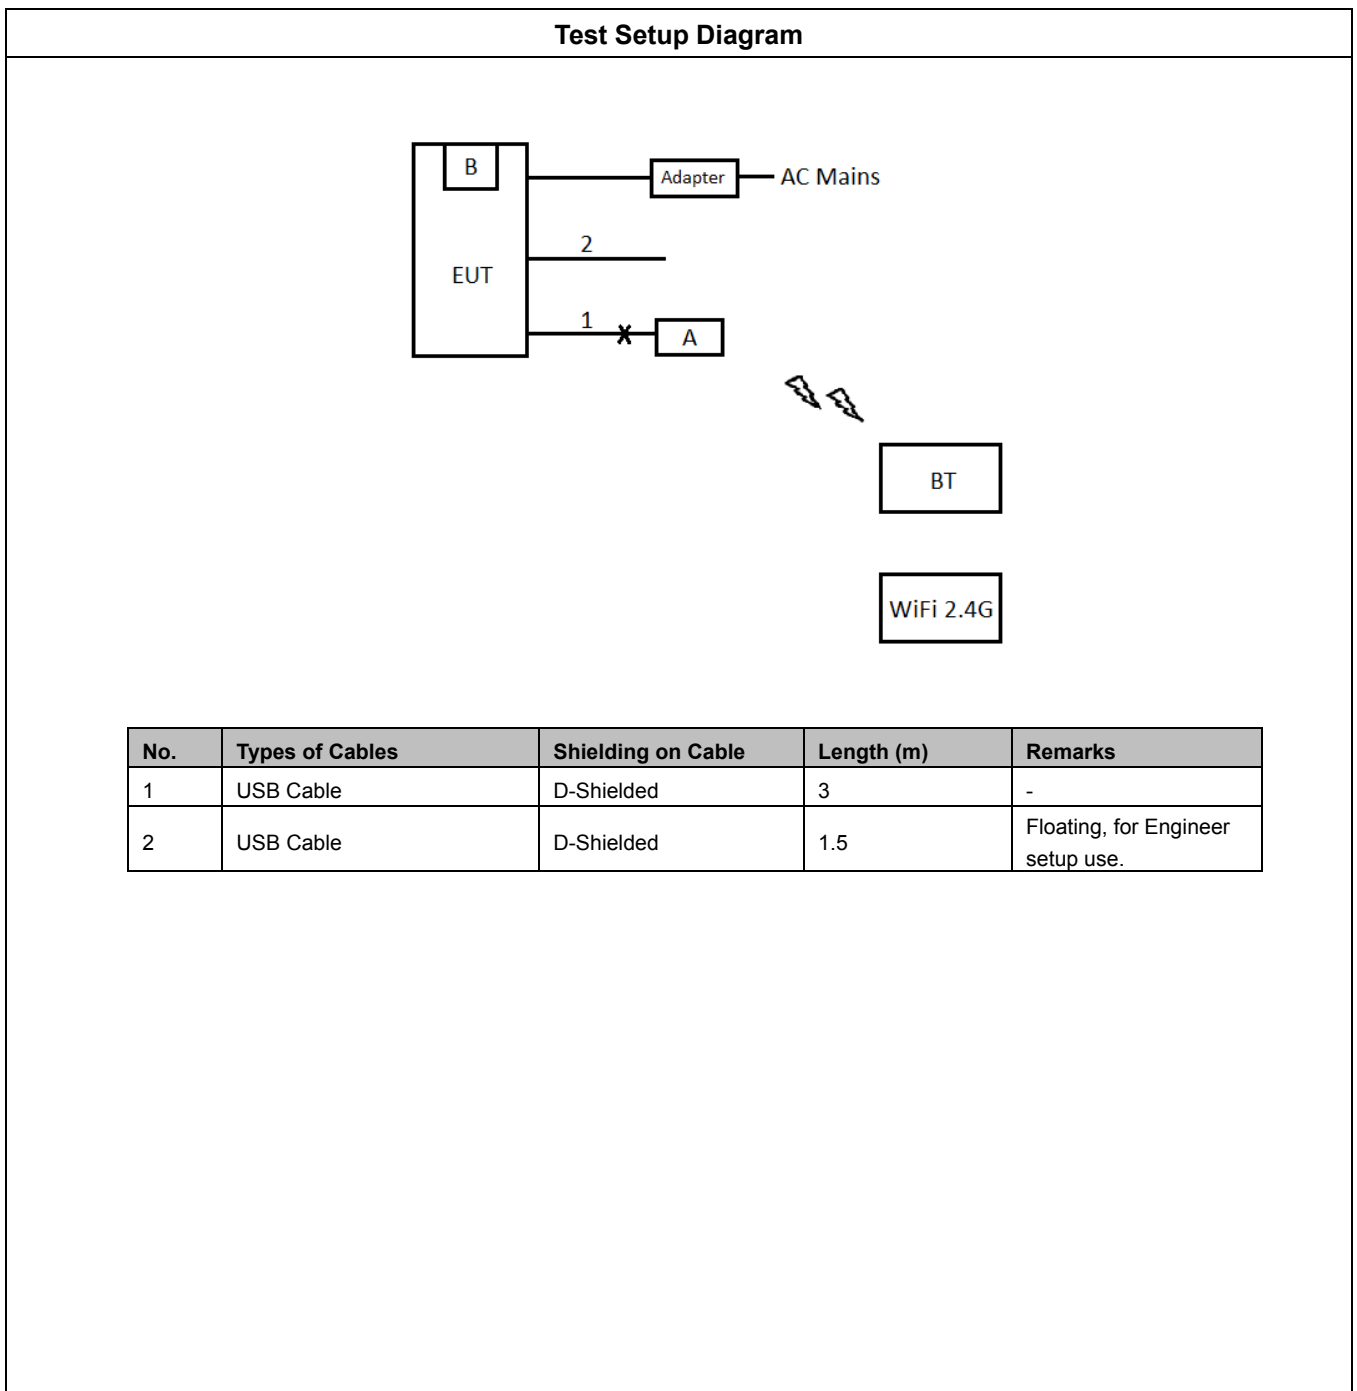 Test Setup Diagram
B
Adapter
AC Mains
2
EUT
1
A
BT
WiFi 2.4G
No. Types of Cables Shielding on Cable Length (m) Remarks
1 USB Cable D-Shielded 3 -
2 USB Cable D-Shielded 1.5 Floating, for Engineer
setup use.